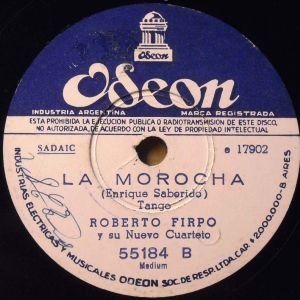 Odeon
Odeon
INDUSTRIA ARGENTINA MARCA REGISTRADA
ESTA PROHIBIDA LA EJECUCION PUBLICA O RADIOTRANSMISION DE ESTE DISCO,
NO AUTORIZADA, DE ACUERDO CON LA LEY DE PROPIEDAD INTELECTUAL
SADAIC e 17902
LA MOROCHA
(Enrique Saborido)
Tango
ROBERTO FIRPO
y su Nuevo Cuarteto
55184 B
Medium
INDUSTRIAS ELECTRICAS Y MUSICALES ODEON SOC. DE RESP. LTDA. CAP. $ 2.000.000 - B. AIRES